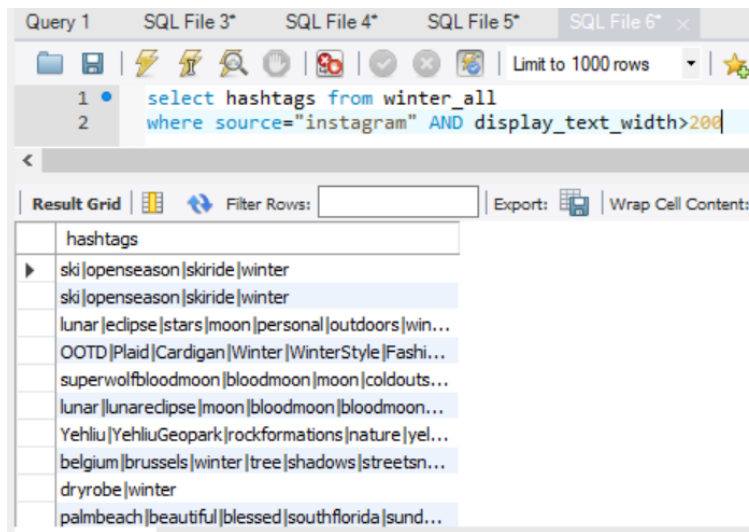 Query 1 SQL File 3* SQL File 4* SQL File 5* SQL File 6* ×
Limit to 1000 rows
1 select hashtags from winter_all
2 where source="instagram" AND display_text_width>200
Result Grid Filter Rows: Export: Wrap Cell Content:
hashtags
ski|openseason|skiride|winter
ski|openseason|skiride|winter
lunar|eclipse|stars|moon|personal|outdoors|win...
OOTD|Plaid|Cardigan|Winter|WinterStyle|Fashi...
superwolfbloodmoon|bloodmoon|moon|coldouts...
lunar|lunareclipse|moon|bloodmoon|bloodmoon...
Yehliu|YehliuGeopark|rockformations|nature|yel...
belgium|brussels|winter|tree|shadows|streetsn...
dryrobe|winter
palmbeach|beautiful|blessed|southflorida|sund...